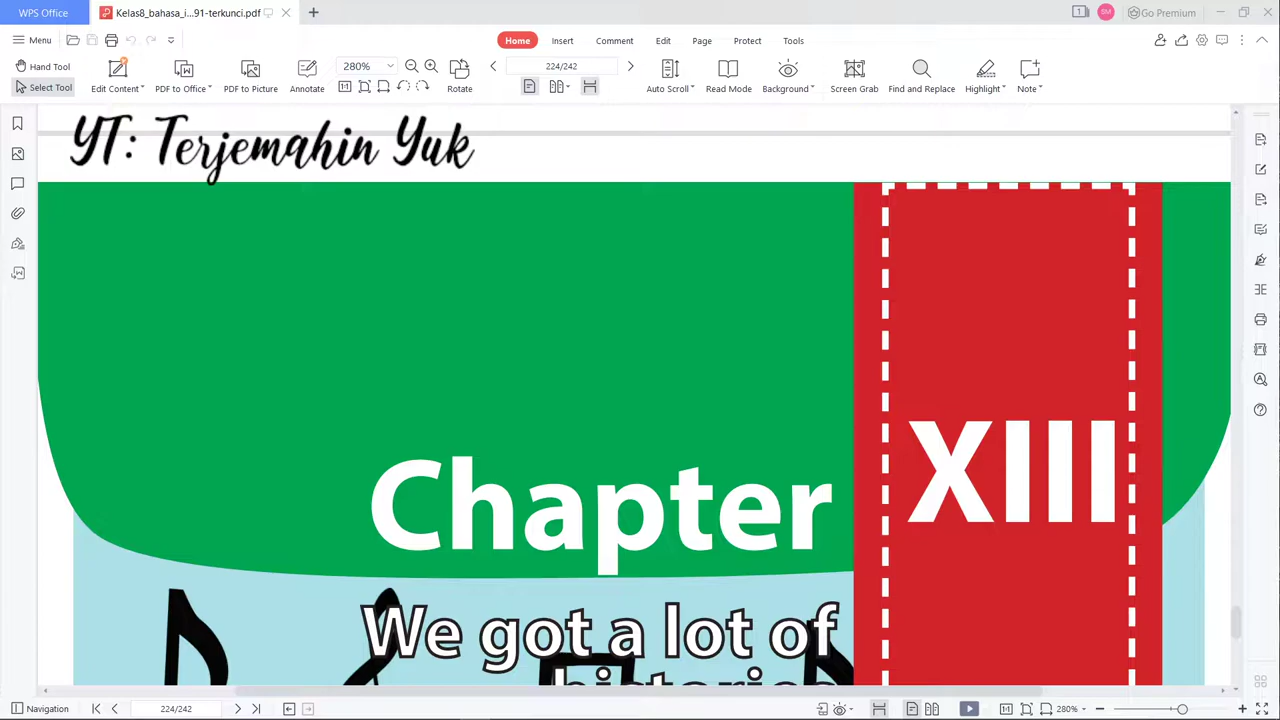 WPS Office
Kelas8_bahasa_i...91-terkunci.pdf
SM
Go Premium
Menu
Home Insert Comment Edit Page Protect Tools
Hand Tool
Select Tool
Edit Content
PDF to Office
PDF to Picture
Annotate
280%
Rotate
224/242
Auto Scroll
Read Mode
Background
Screen Grab
Find and Replace
Highlight
Note
YT: Terjemahin Yuk
XIII
Chapter
We got a lot of
histories
Navigation
224/242
280%